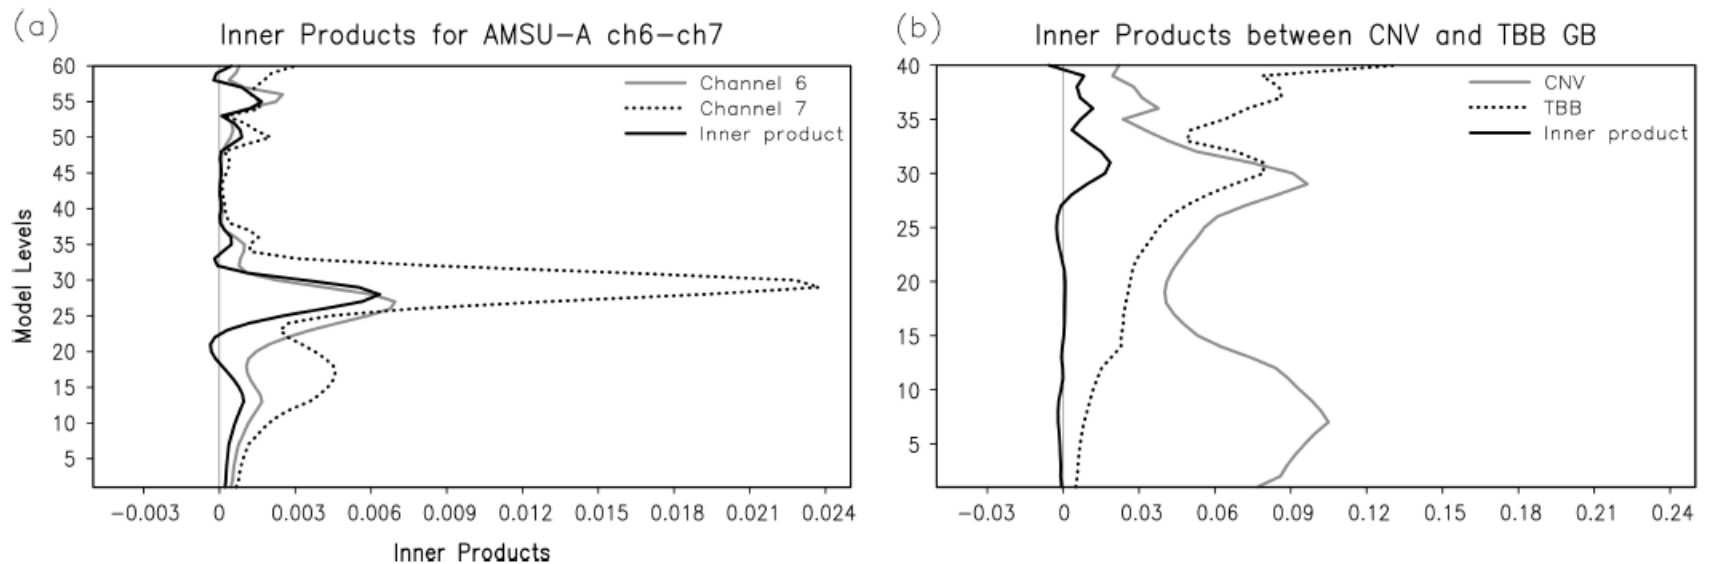 (a)
Inner Products for AMSU-A ch6-ch7
60
55
50
45
40
35
30
25
20
15
10
5
Model Levels
Channel 6
Channel 7
Inner product
-0.003 0 0.003 0.006 0.009 0.012 0.015 0.018 0.021 0.024
Inner Products
(b)
Inner Products between CNV and TBB GB
40
35
30
25
20
15
10
5
CNV
TBB
Inner product
-0.03 0 0.03 0.06 0.09 0.12 0.15 0.18 0.21 0.24